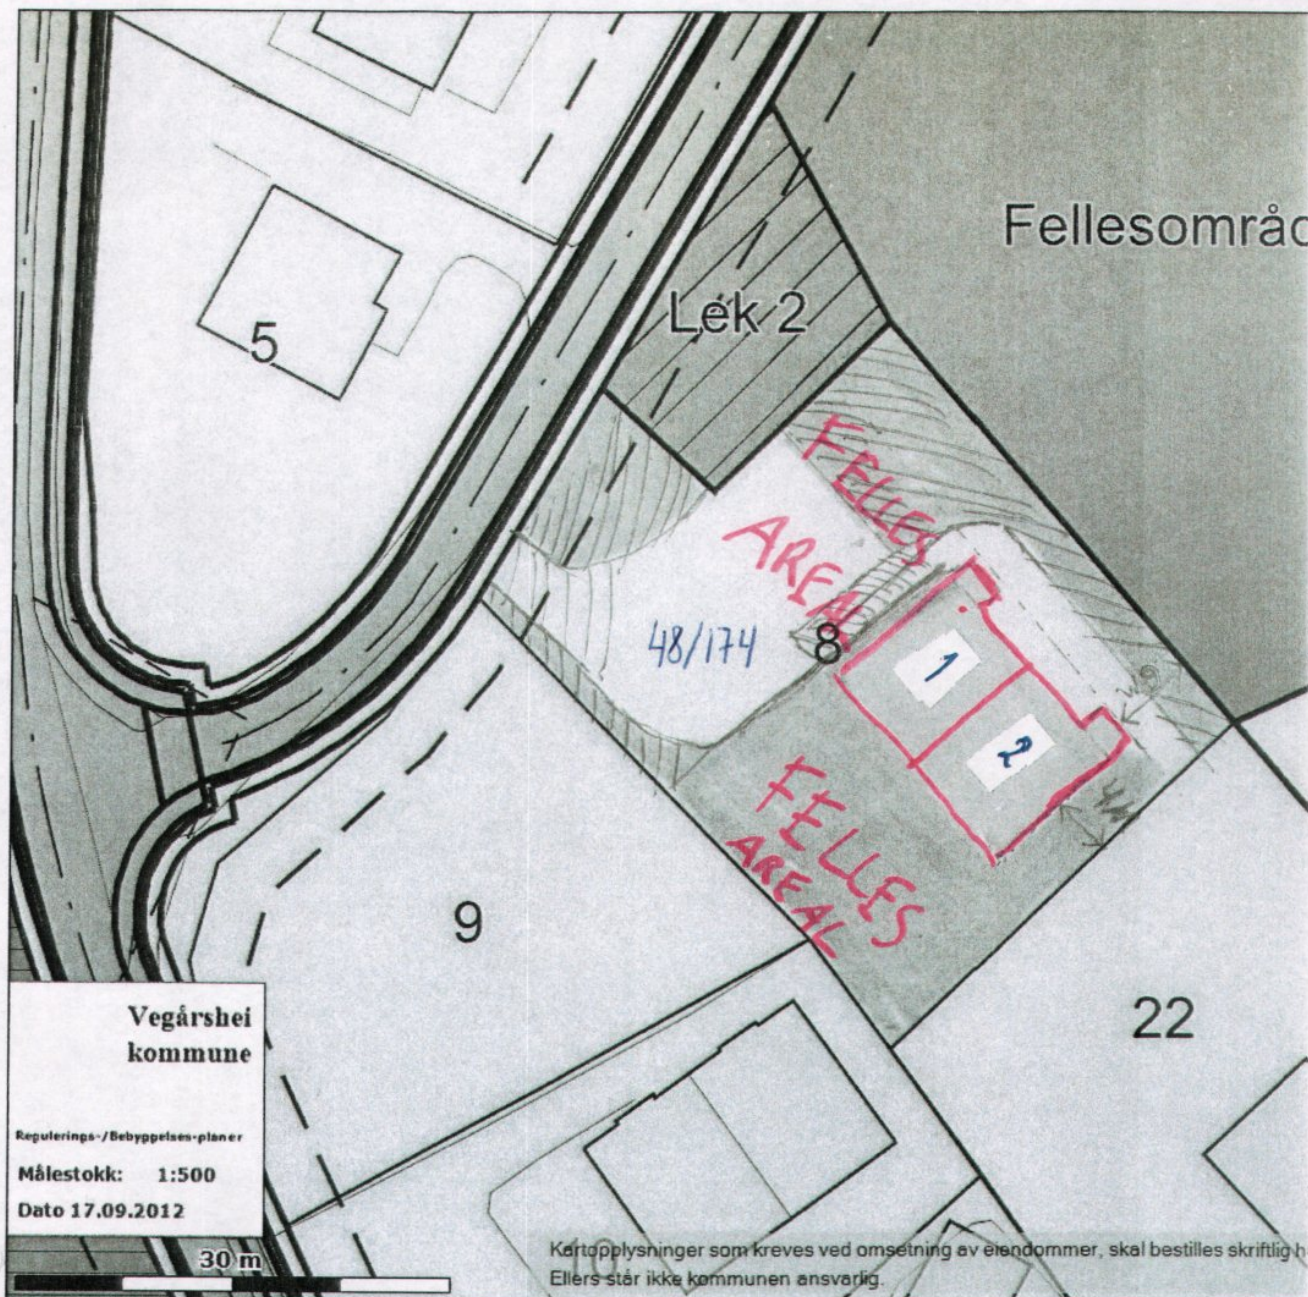 Fellesområd
Lek 2
5
FELLES
AREAL
48/174
8
1
2
FELLES
AREAL
9
22
Vegårshei
kommune
Regulerings-/Bebyggelses-planer
Målestokk: 1:500
Dato 17.09.2012
30 m
10
Kartopplysninger som kreves ved omsetning av eiendommer, skal bestilles skriftlig h
Ellers står ikke kommunen ansvarlig.